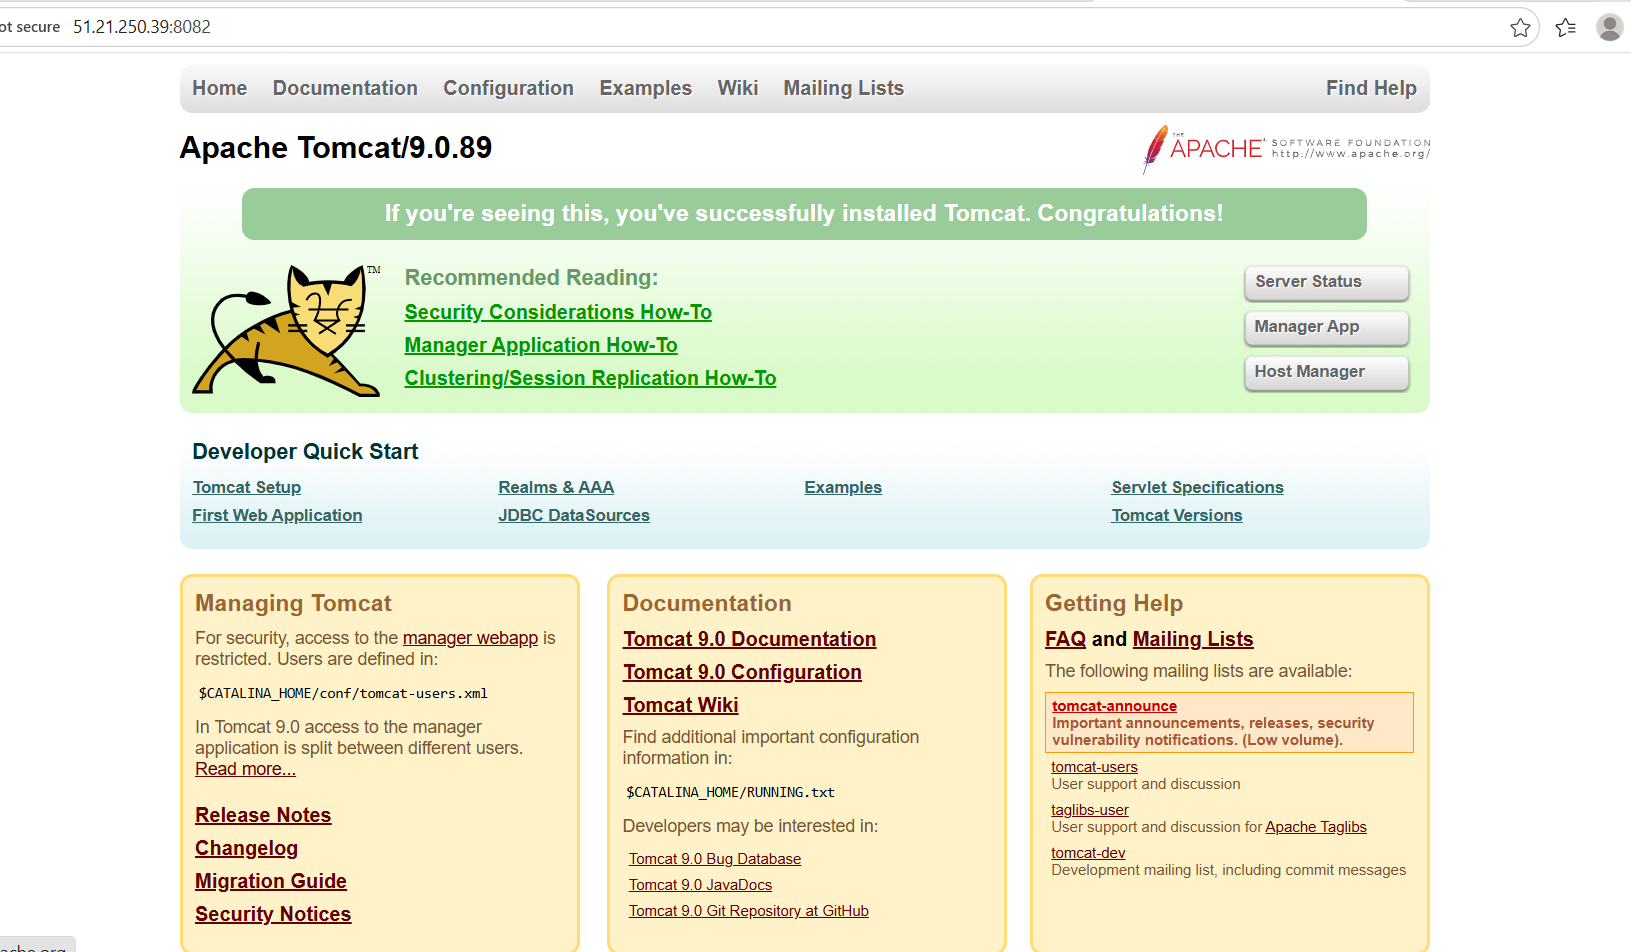 ot secure 51.21.250.39:8082
Home Documentation Configuration Examples Wiki Mailing Lists Find Help
Apache Tomcat/9.0.89
THE APACHE SOFTWARE FOUNDATION
http://www.apache.org/
If you're seeing this, you've successfully installed Tomcat. Congratulations!
TM
Recommended Reading:
Security Considerations How-To
Manager Application How-To
Clustering/Session Replication How-To
Server Status
Manager App
Host Manager
Developer Quick Start
Tomcat Setup
First Web Application
Realms & AAA
JDBC DataSources
Examples
Servlet Specifications
Tomcat Versions
Managing Tomcat
For security, access to the manager webapp is
restricted. Users are defined in:
$CATALINA_HOME/conf/tomcat-users.xml
In Tomcat 9.0 access to the manager
application is split between different users.
Read more...
Release Notes
Changelog
Migration Guide
Security Notices
Documentation
Tomcat 9.0 Documentation
Tomcat 9.0 Configuration
Tomcat Wiki
Find additional important configuration
information in:
$CATALINA_HOME/RUNNING.txt
Developers may be interested in:
Tomcat 9.0 Bug Database
Tomcat 9.0 JavaDocs
Tomcat 9.0 Git Repository at GitHub
Getting Help
FAQ and Mailing Lists
The following mailing lists are available:
tomcat-announce
Important announcements, releases, security
vulnerability notifications. (Low volume).
tomcat-users
User support and discussion
taglibs-user
User support and discussion for Apache Taglibs
tomcat-dev
Development mailing list, including commit messages